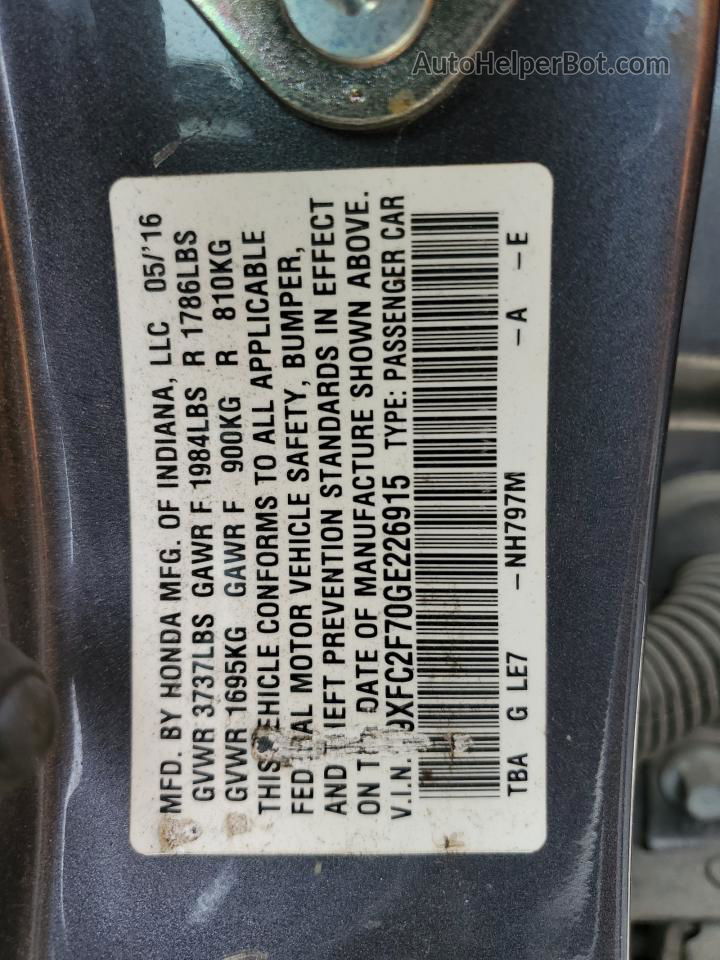 AutoHelperBot.com
MFD. BY HONDA MFG. OF INDIANA, LLC 05/'16
GVWR 3737LBS GAWR F 1984LBS R 1786LBS
GVWR 1695KG GAWR F 900KG R 810KG
THIS VEHICLE CONFORMS TO ALL APPLICABLE
FEDERAL MOTOR VEHICLE SAFETY, BUMPER,
AND THEFT PREVENTION STANDARDS IN EFFECT
ON THE DATE OF MANUFACTURE SHOWN ABOVE.
V.I.N. 9XFC2F70GE226915 TYPE: PASSENGER CAR
TBA G LE7 -NH797M -A -E